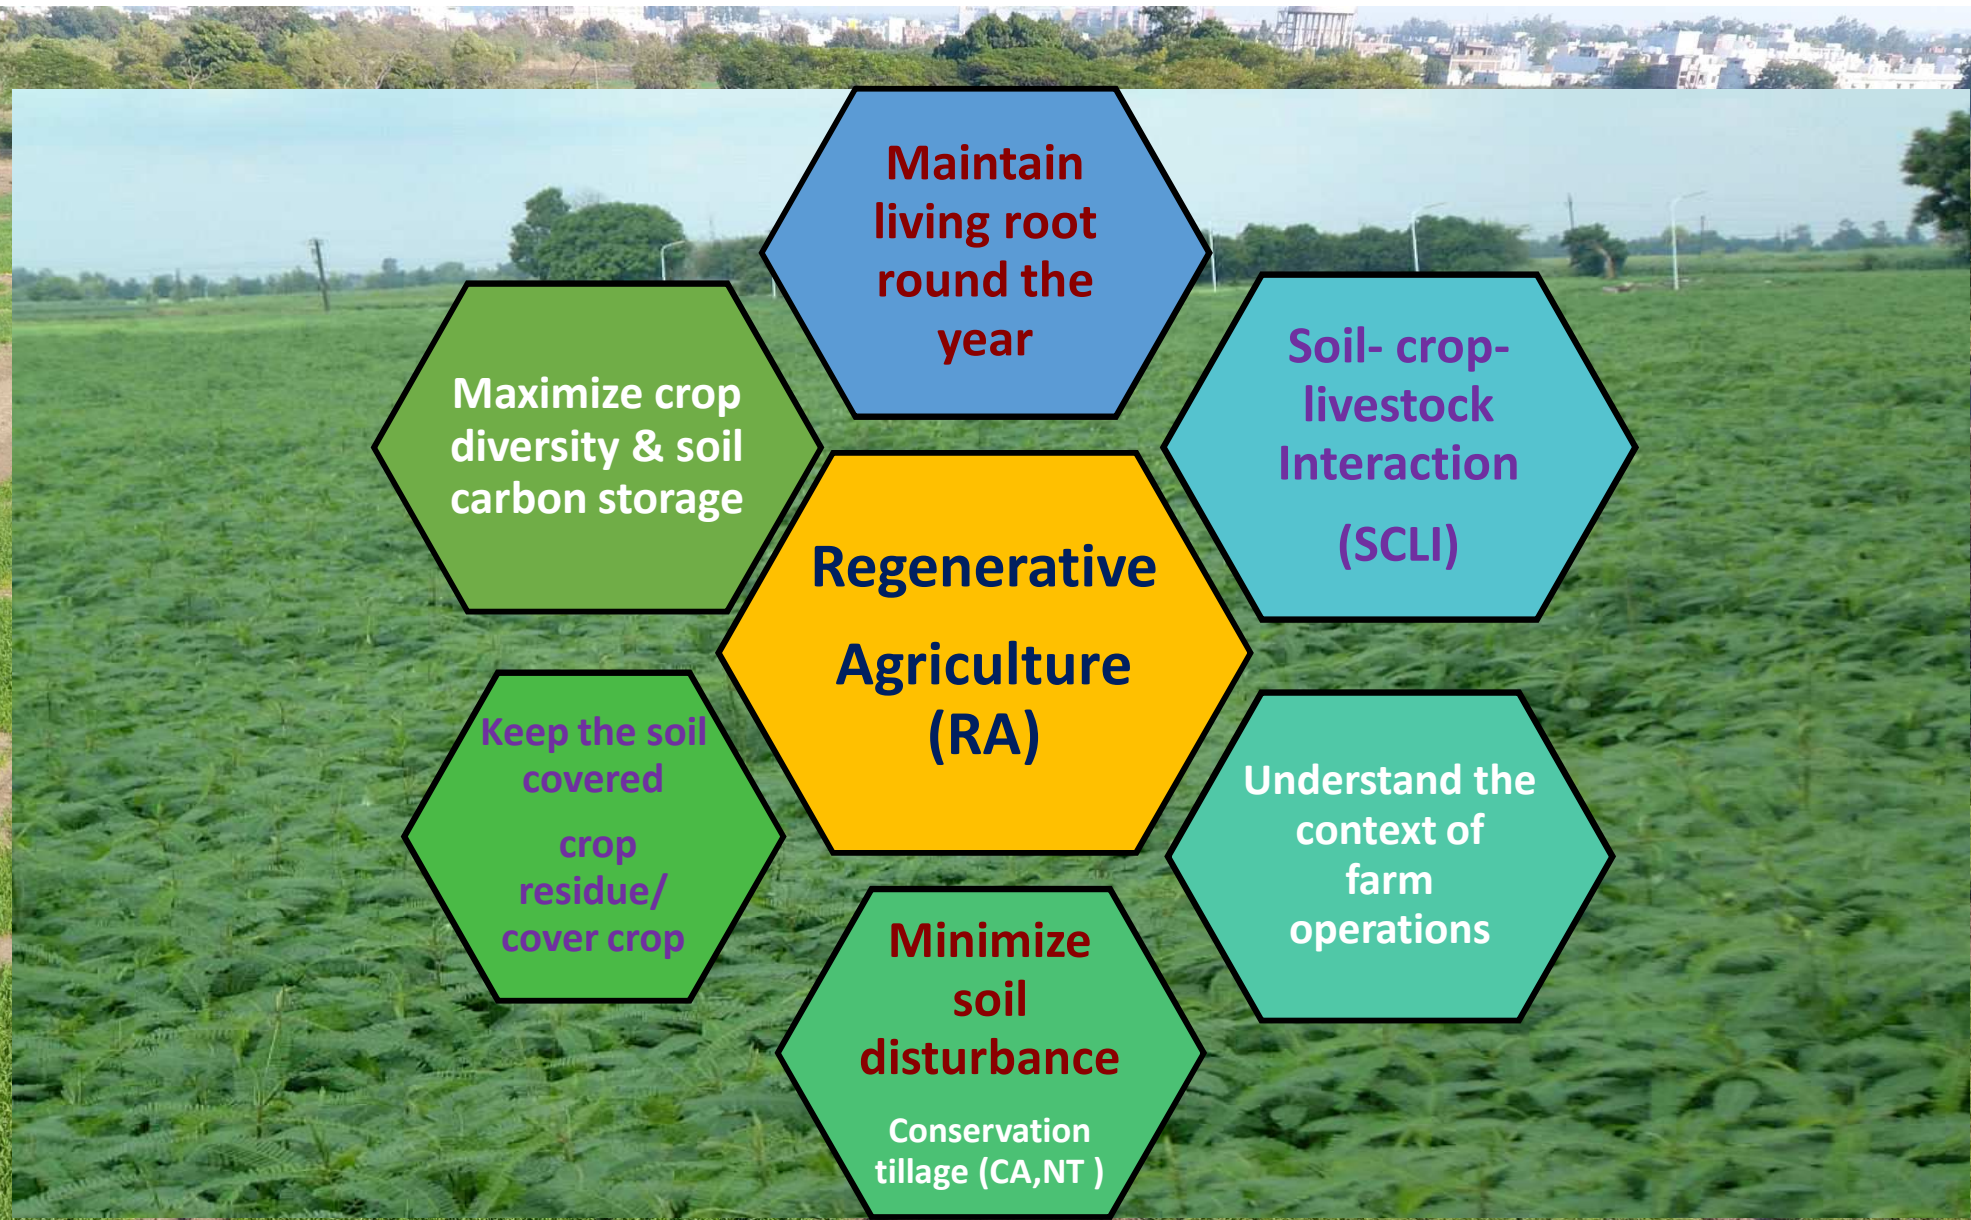 Maintain
living root
round the
year
Soil- crop-
livestock
Interaction
(SCLI)
Maximize crop
diversity & soil
carbon storage
Regenerative
Agriculture
(RA)
Keep the soil
covered
crop
residue/
cover crop
Understand the
context of
farm
operations
Minimize
soil
disturbance
Conservation
tillage (CA,NT )